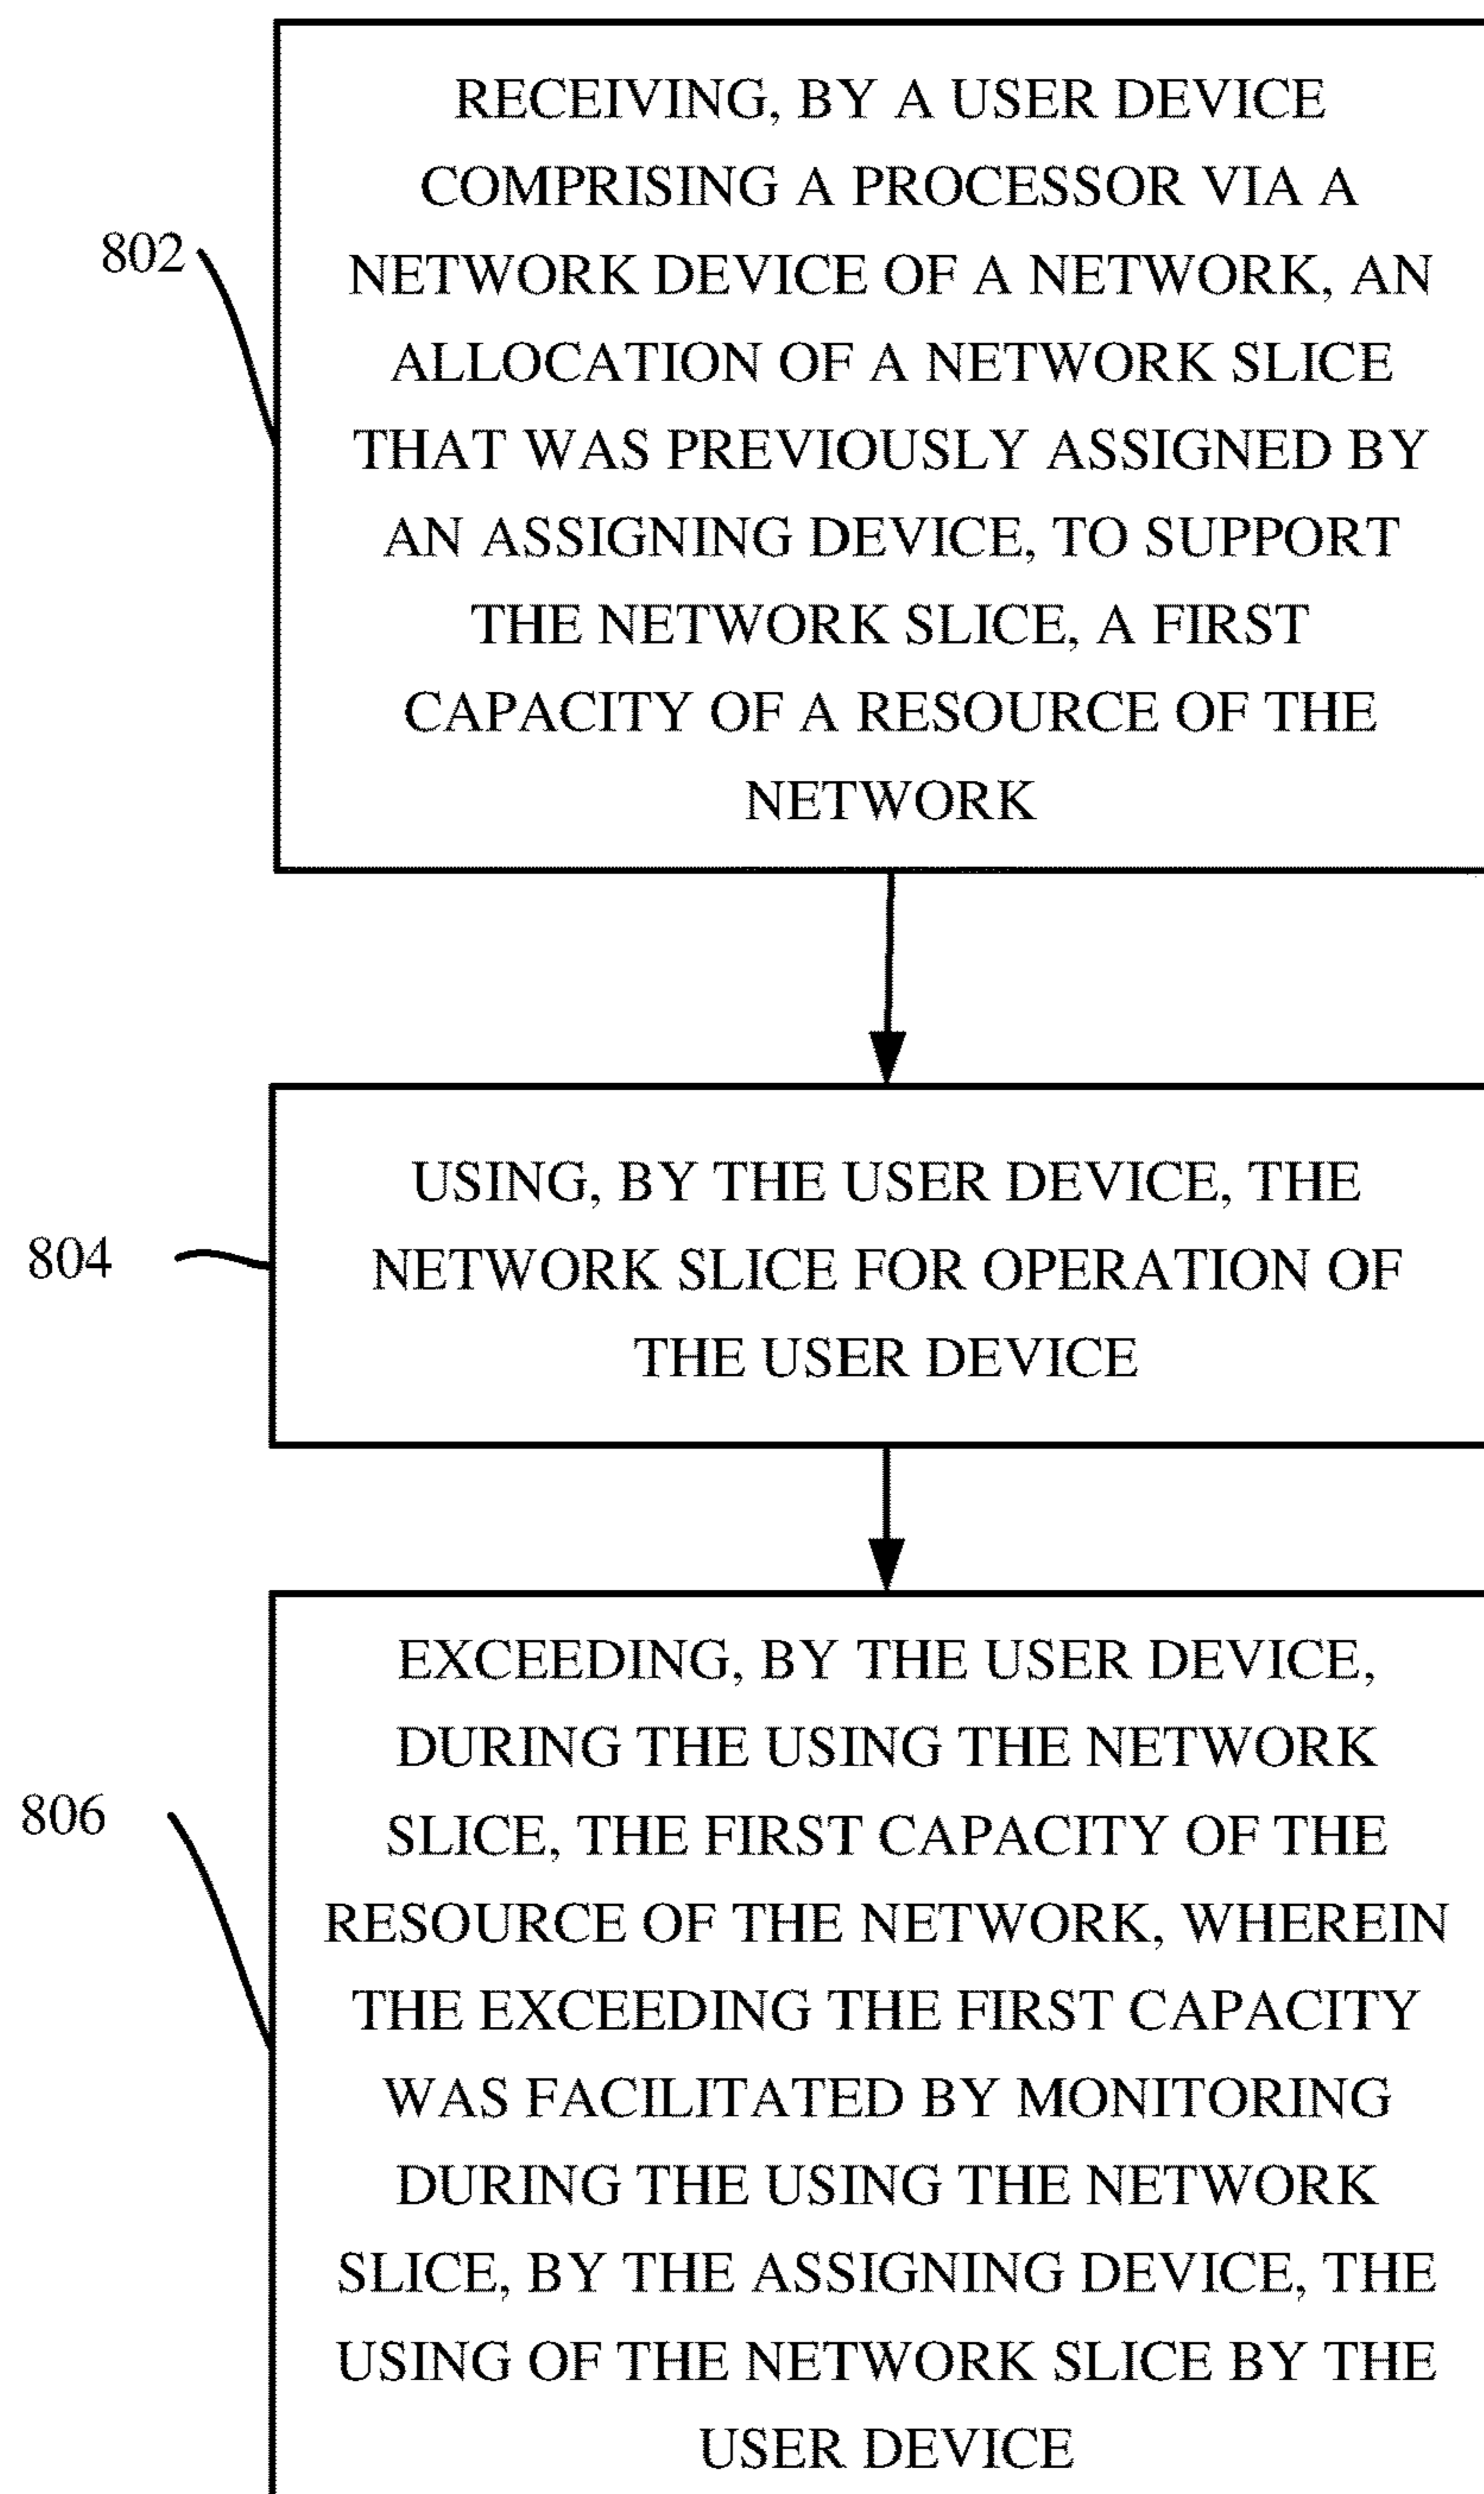 RECEIVING, BY A USER DEVICE
COMPRISING A PROCESSOR VIA A
802
NETWORK DEVICE OF A NETWORK, AN
ALLOCATION OF A NETWORK SLICE
THAT WAS PREVIOUSLY ASSIGNED BY
AN ASSIGNING DEVICE, TO SUPPORT
THE NETWORK SLICE, A FIRST
CAPACITY OF A RESOURCE OF THE
NETWORK
USING, BY THE USER DEVICE, THE
804
NETWORK SLICE FOR OPERATION OF
THE USER DEVICE
EXCEEDING, BY THE USER DEVICE,
DURING THE USING THE NETWORK
806
SLICE, THE FIRST CAPACITY OF THE
RESOURCE OF THE NETWORK, WHEREIN
THE EXCEEDING THE FIRST CAPACITY
WAS FACILITATED BY MONITORING
DURING THE USING THE NETWORK
SLICE, BY THE ASSIGNING DEVICE, THE
USING OF THE NETWORK SLICE BY THE
USER DEVICE